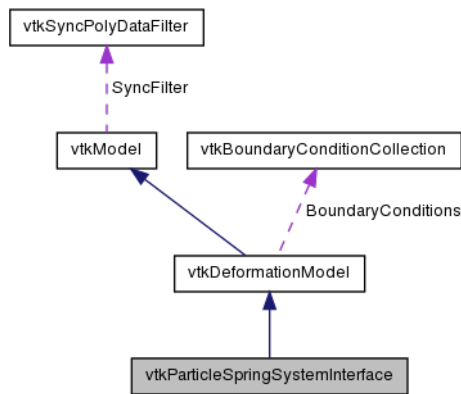 vtkSyncPolyDataFilter
SyncFilter
vtkModel
vtkBoundaryConditionCollection
BoundaryConditions
vtkDeformationModel
vtkParticleSpringSystemInterface